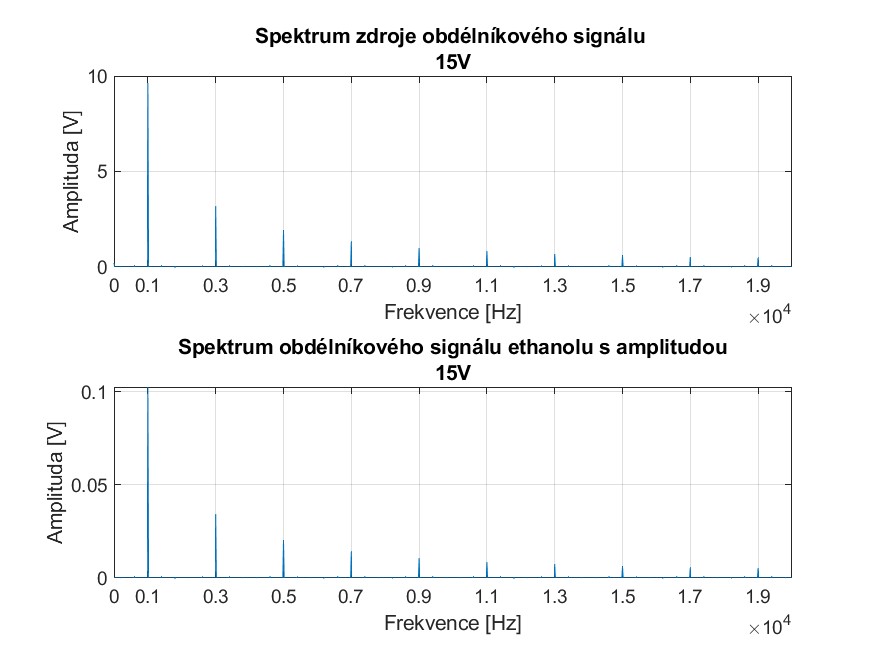 Spektrum zdroje obdélníkového signálu
15V
10
5
0
Amplituda [V]
0 0.1 0.3 0.5 0.7 0.9 1.1 1.3 1.5 1.7 1.9
Frekvence [Hz]
×10⁴
Spektrum obdélníkového signálu ethanolu s amplitudou
15V
0.1
0.05
0
Amplituda [V]
0 0.1 0.3 0.5 0.7 0.9 1.1 1.3 1.5 1.7 1.9
Frekvence [Hz]
×10⁴